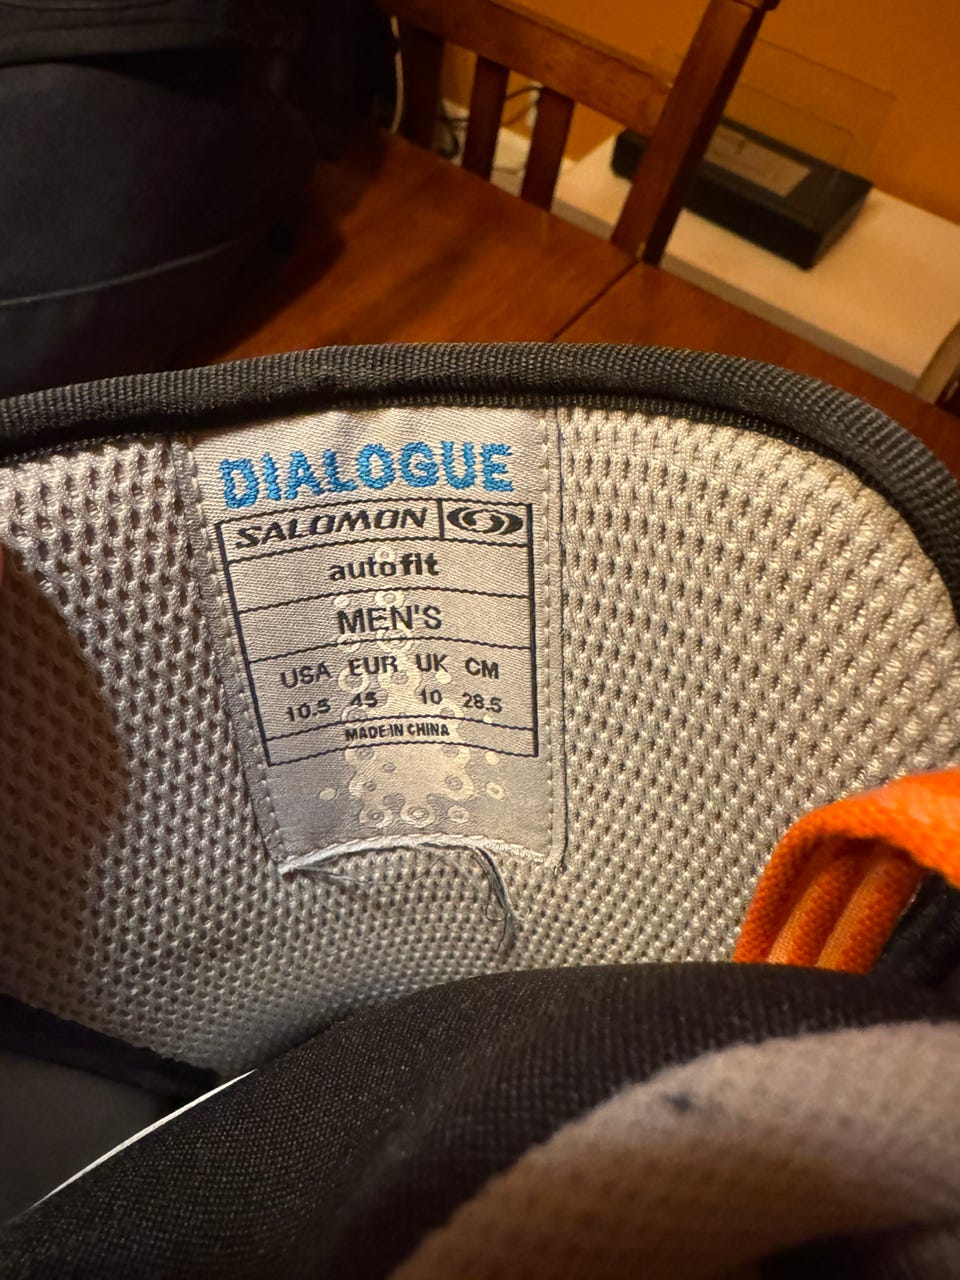 DIALOGUE
SALOMON
autofit
MEN'S
USA EUR UK CM
10.5 45 10 28.5
MADE IN CHINA